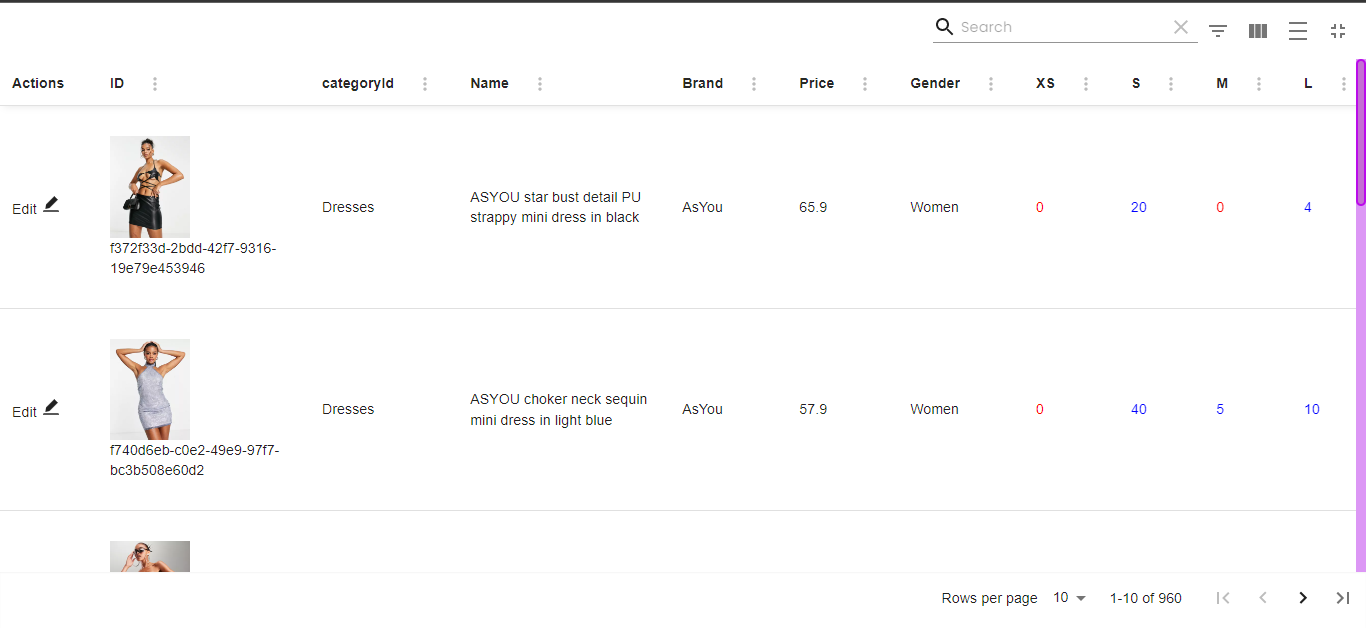 Search
Actions ID categoryId Name Brand Price Gender XS S M L
Edit
f372f33d-2bdd-42f7-9316-
19e79e453946
Dresses
ASYOU star bust detail PU
strappy mini dress in black
AsYou
65.9
Women
0
20
0
4
Edit
f740d6eb-c0e2-49e9-97f7-
bc3b508e60d2
Dresses
ASYOU choker neck sequin
mini dress in light blue
AsYou
57.9
Women
0
40
5
10
Rows per page 10 1-10 of 960